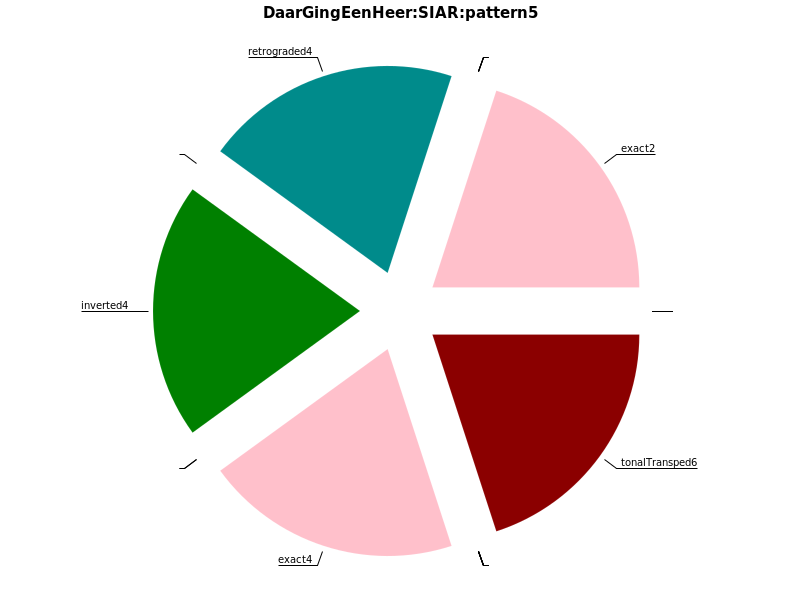 DaarGingEenHeer:SIAR:pattern5
retrograded4
exact2
inverted4
tonalTransped6
exact4